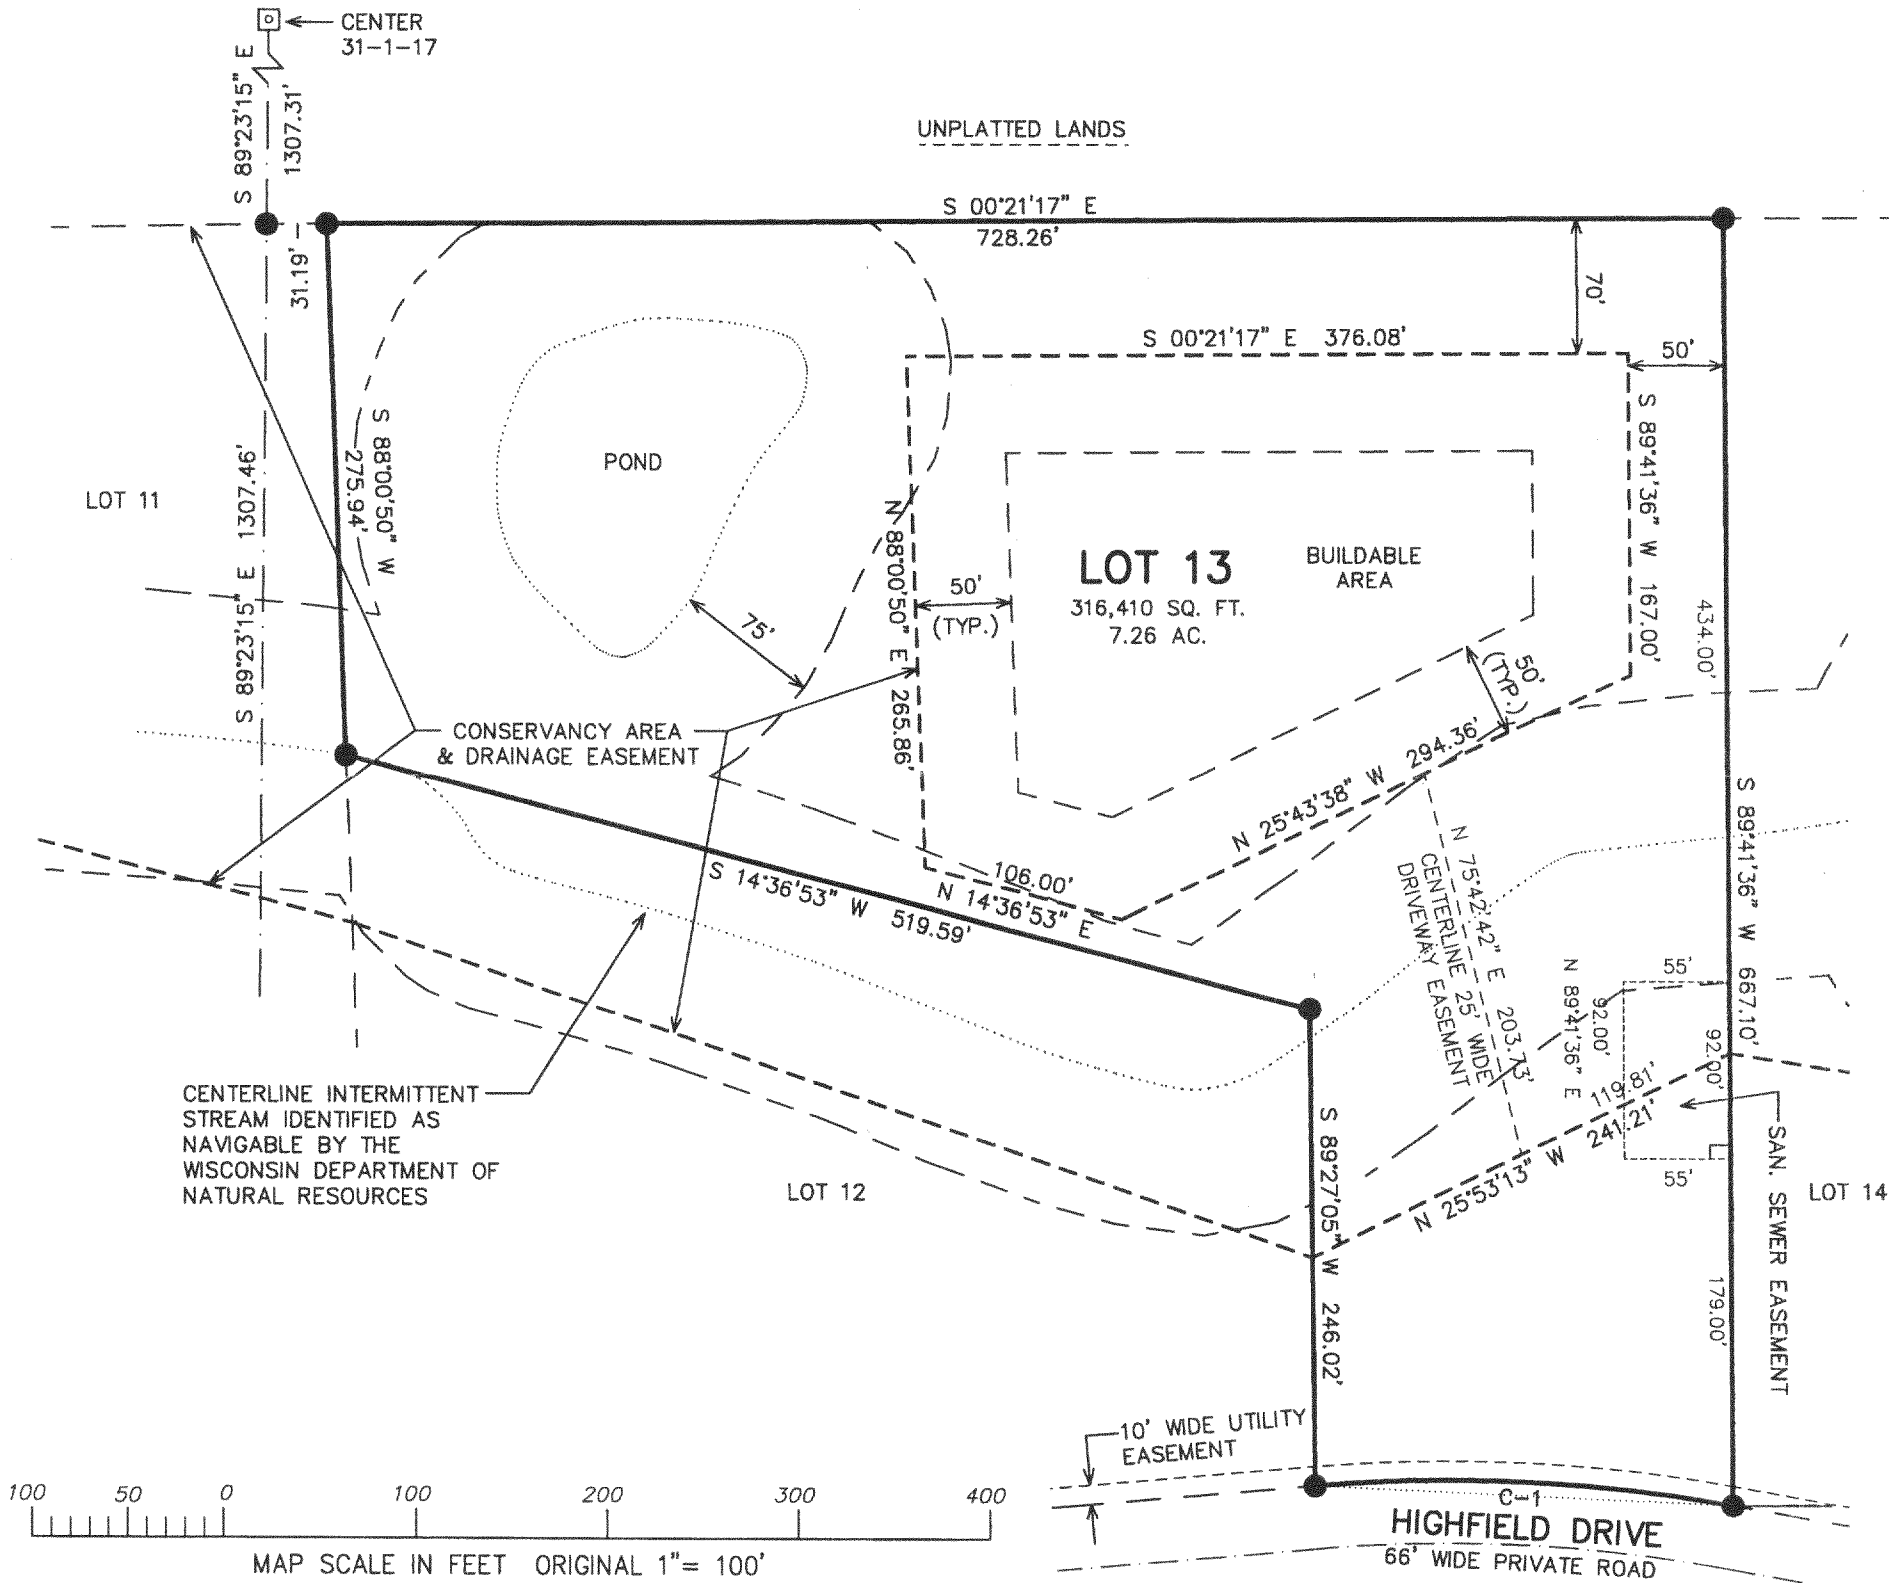 CENTER
31-1-17
S 89°23'15" E
1307.31'
UNPLATTED LANDS
S 00°21'17" E
728.26'
31.19'
70'
S 00°21'17" E 376.08'
50'
S 88°00'50" W
275.94'
POND
LOT 11
S 89°23'15" E 1307.46'
N 88°00'50" E 265.86'
50'
(TYP.)
LOT 13
316,410 SQ. FT.
7.26 AC.
BUILDABLE
AREA
S 89°41'36" W 167.00'
434.00'
75'
50'
(TYP.)
CONSERVANCY AREA
& DRAINAGE EASEMENT
N 25°43'38" W 294.36'
S 14°36'53" W 519.59'
106.00'
N 14°36'53" E
N 75°42'42" E 203.73'
CENTERLINE 25' WIDE
DRIVEWAY EASEMENT
S 89°41'36" W 667.10'
55'
N 89°41'36" E
92.00'
92.00'
119.81'
N 25°53'13" W 241.21'
55'
SAN. SEWER EASEMENT
CENTERLINE INTERMITTENT
STREAM IDENTIFIED AS
NAVIGABLE BY THE
WISCONSIN DEPARTMENT OF
NATURAL RESOURCES
LOT 12
S 89°27'05" W 246.02'
LOT 14
179.00'
10' WIDE UTILITY
EASEMENT
C-1
HIGHFIELD DRIVE
66' WIDE PRIVATE ROAD
100 50 0 100 200 300 400
MAP SCALE IN FEET ORIGINAL 1"= 100'